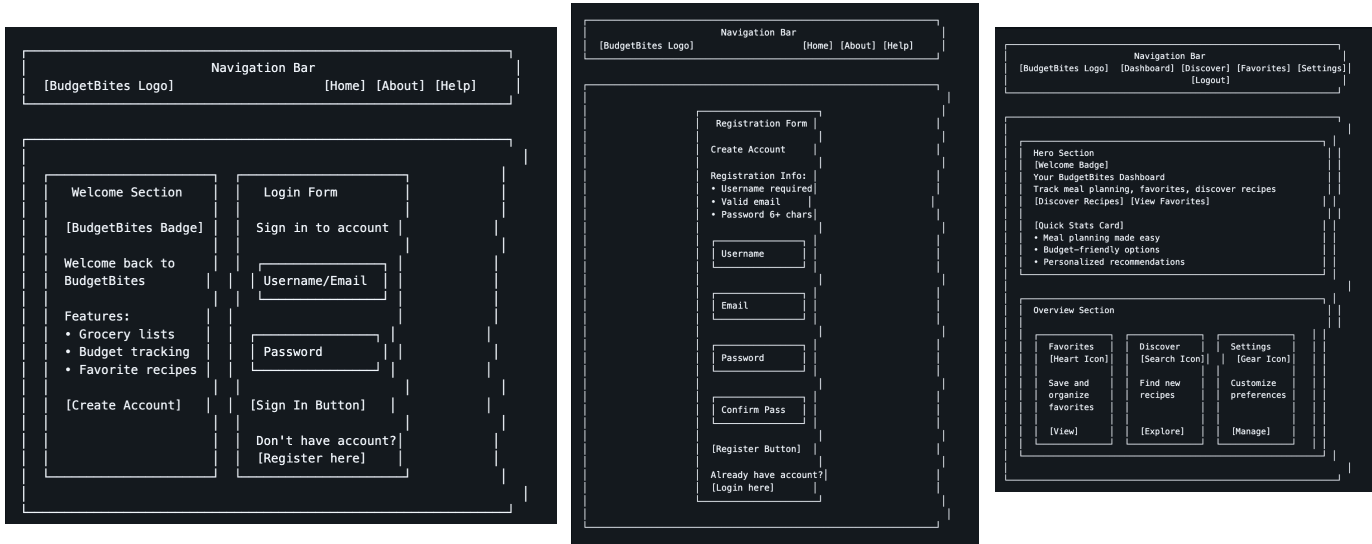 Navigation Bar
[BudgetBites Logo] [Home] [About] [Help]
Welcome Section
[BudgetBites Badge]
Welcome back to
BudgetBites
Features:
• Grocery lists
• Budget tracking
• Favorite recipes
[Create Account]
Login Form
Sign in to account
Username/Email
Password
[Sign In Button]
Don't have account?
[Register here]
Navigation Bar
[BudgetBites Logo] [Home] [About] [Help]
Registration Form
Create Account
Registration Info:
• Username required
• Valid email
• Password 6+ chars
Username
Email
Password
Confirm Pass
[Register Button]
Already have account?
[Login here]
Navigation Bar
[BudgetBites Logo] [Dashboard] [Discover] [Favorites] [Settings]
[Logout]
Hero Section
[Welcome Badge]
Your BudgetBites Dashboard
Track meal planning, favorites, discover recipes
[Discover Recipes] [View Favorites]
[Quick Stats Card]
• Meal planning made easy
• Budget-friendly options
• Personalized recommendations
Overview Section
Favorites
[Heart Icon]
Save and
organize
favorites
[View]
Discover
[Search Icon]
Find new
recipes
[Explore]
Settings
[Gear Icon]
Customize
preferences
[Manage]